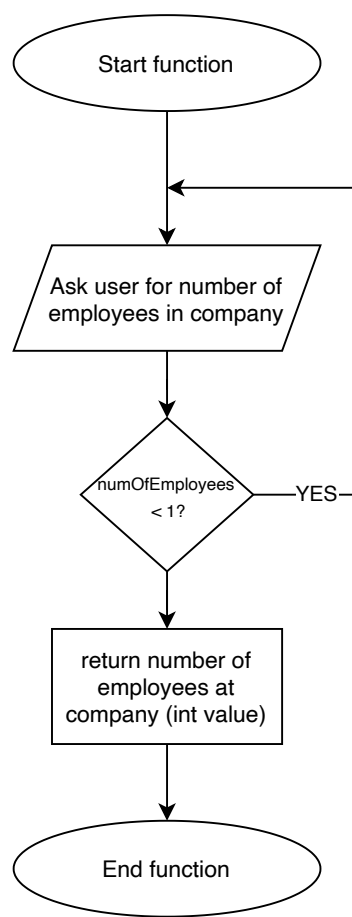 Start function
Ask user for number of
employees in company
numOfEmployees
< 1?
YES
return number of
employees at
company (int value)
End function